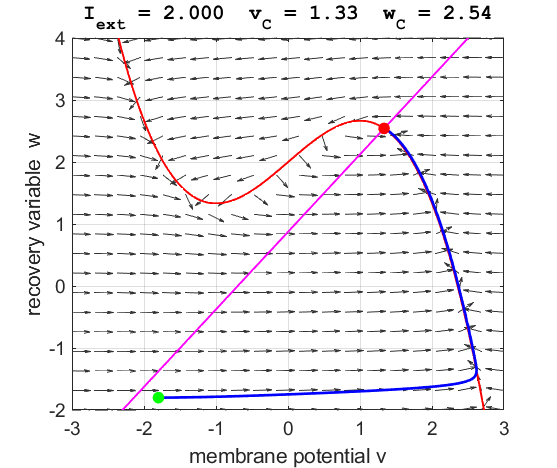 I_ext = 2.000 v_C = 1.33 w_C = 2.54
4
3
2
1
0
-1
-2
recovery variable w
-3 -2 -1 0 1 2 3
membrane potential v